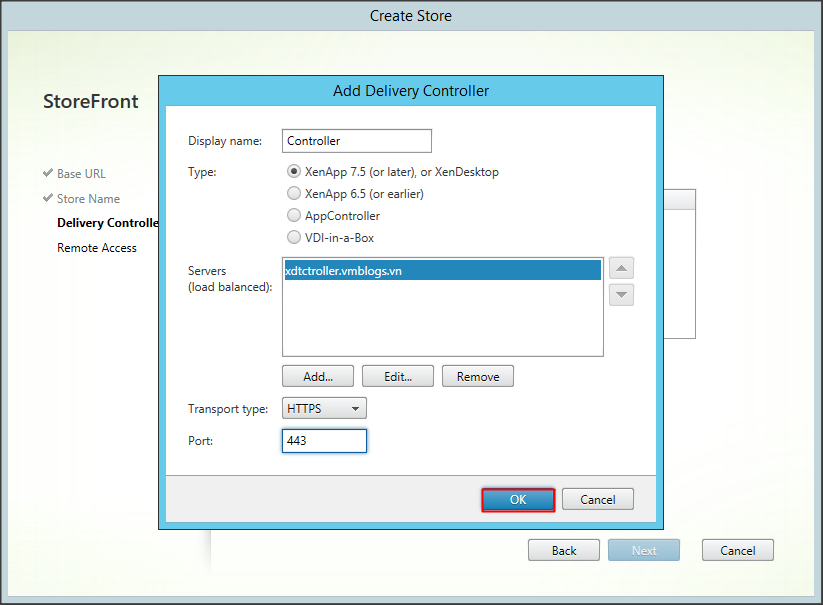 Create Store
StoreFront
Base URL
Store Name
Delivery Controlle
Remote Access
Add Delivery Controller
Display name: Controller
Type: XenApp 7.5 (or later), or XenDesktop
XenApp 6.5 (or earlier)
AppController
VDI-in-a-Box
Servers
(load balanced):
xdtctroller.vmblogs.vn
Add... Edit... Remove
Transport type: HTTPS
Port: 443
OK Cancel
Back Next Cancel